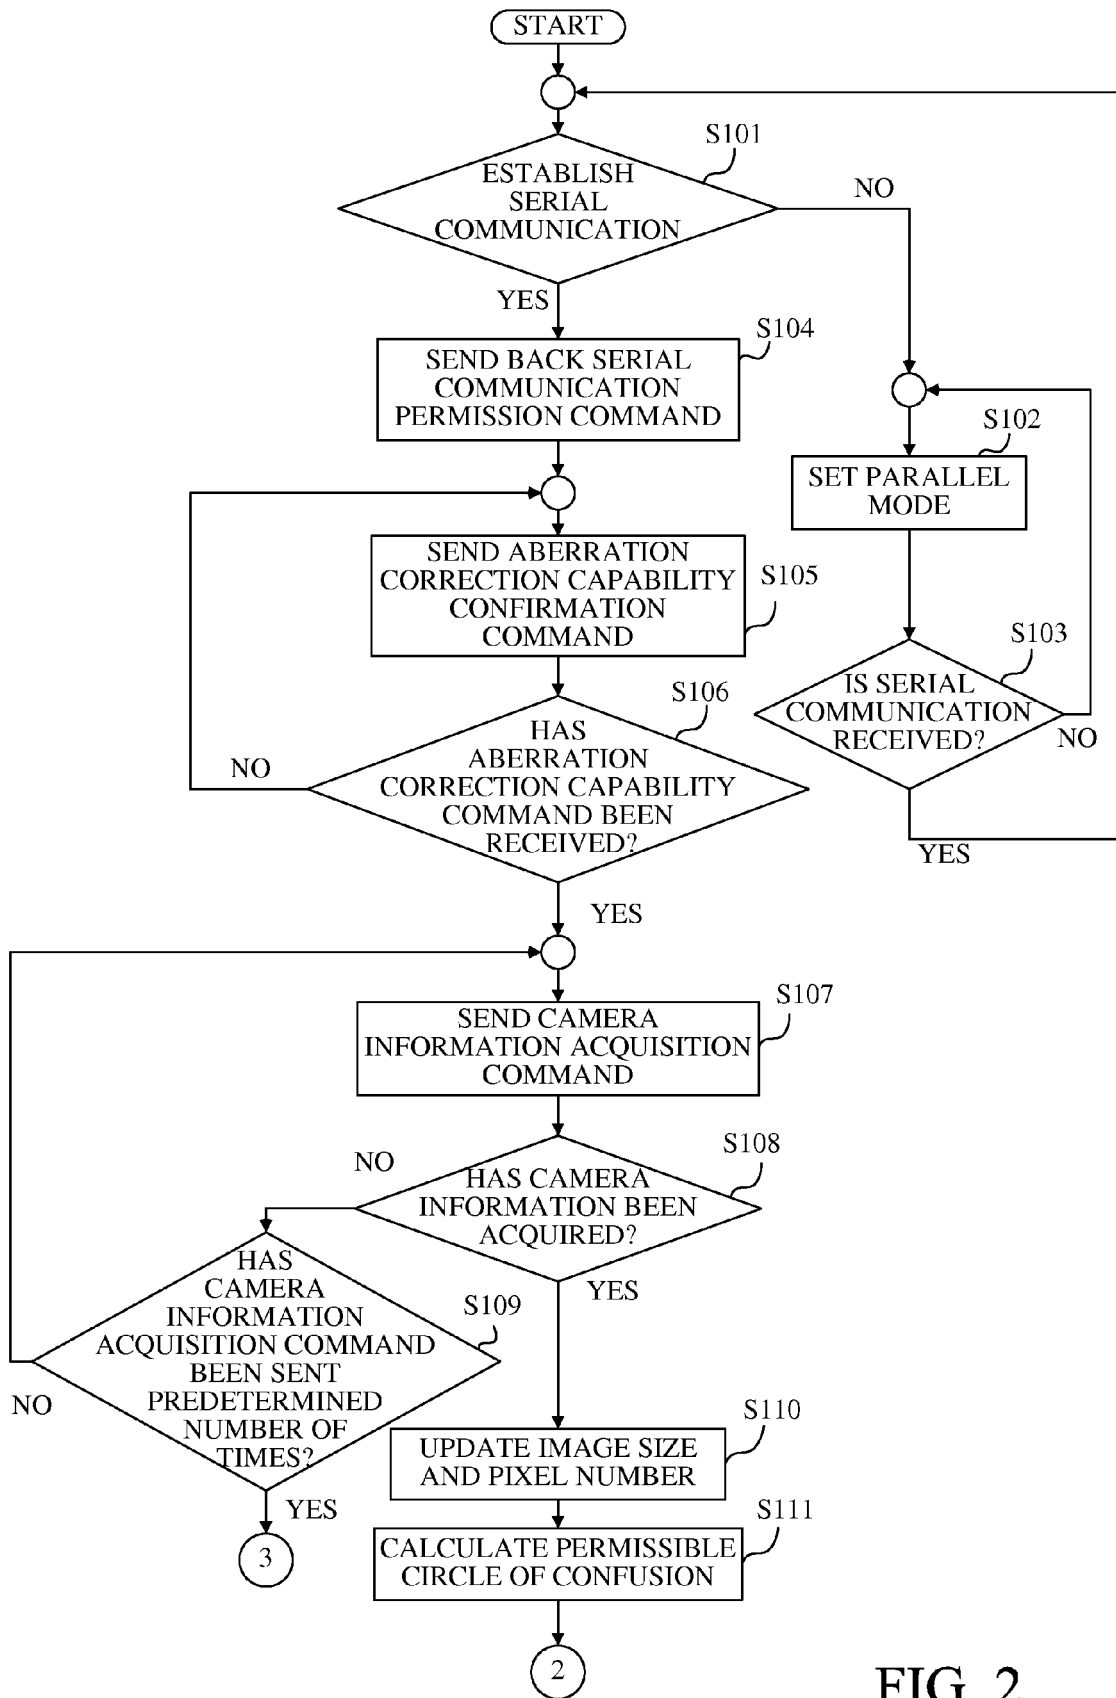 START
S101
ESTABLISH
SERIAL
COMMUNICATION
NO
YES
S104
SEND BACK SERIAL
COMMUNICATION
PERMISSION COMMAND
S102
SET PARALLEL
MODE
SEND ABERRATION
CORRECTION CAPABILITY
CONFIRMATION
COMMAND
S105
S103
IS SERIAL
COMMUNICATION
RECEIVED?
NO
YES
S106
HAS
ABERRATION
CORRECTION CAPABILITY
COMMAND BEEN
RECEIVED?
NO
YES
S107
SEND CAMERA
INFORMATION ACQUISITION
COMMAND
S108
HAS CAMERA
INFORMATION BEEN
ACQUIRED?
NO
YES
S109
HAS
CAMERA
INFORMATION
ACQUISITION COMMAND
BEEN SENT
PREDETERMINED
NUMBER OF
TIMES?
NO
YES
3
S110
UPDATE IMAGE SIZE
AND PIXEL NUMBER
S111
CALCULATE PERMISSIBLE
CIRCLE OF CONFUSION
2
FIG. 2